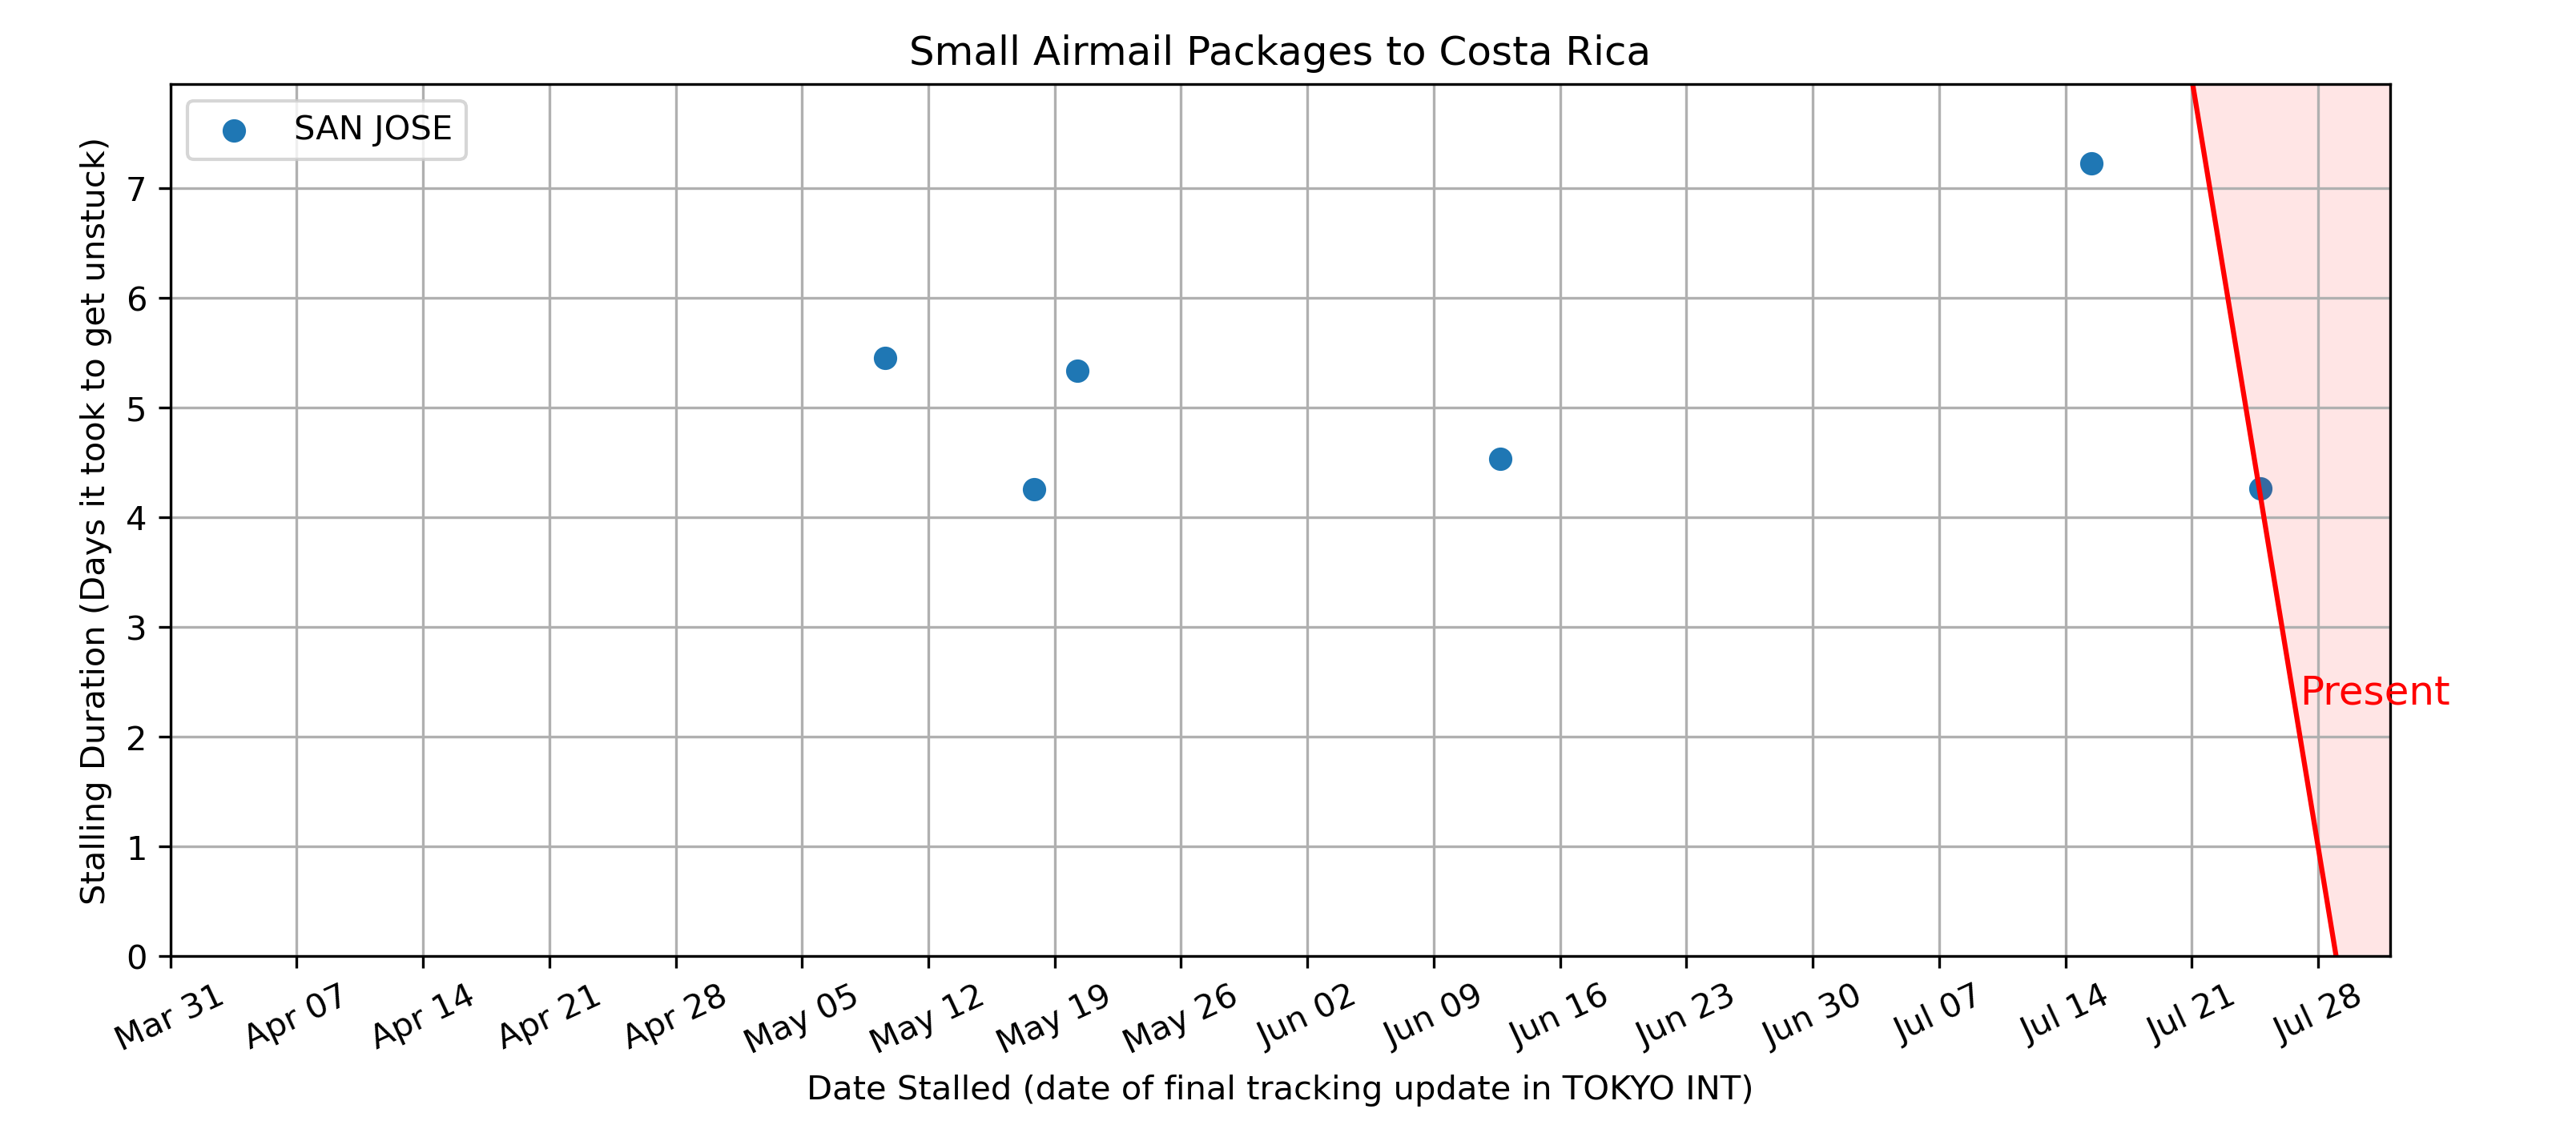 Small Airmail Packages to Costa Rica
SAN JOSE
Stalling Duration (Days it took to get unstuck)
7
6
5
4
3
2
1
0
Present
Mar 31
Apr 07
Apr 14
Apr 21
Apr 28
May 05
May 12
May 19
May 26
Jun 02
Jun 09
Jun 16
Jun 23
Jun 30
Jul 07
Jul 14
Jul 21
Jul 28
Date Stalled (date of final tracking update in TOKYO INT)